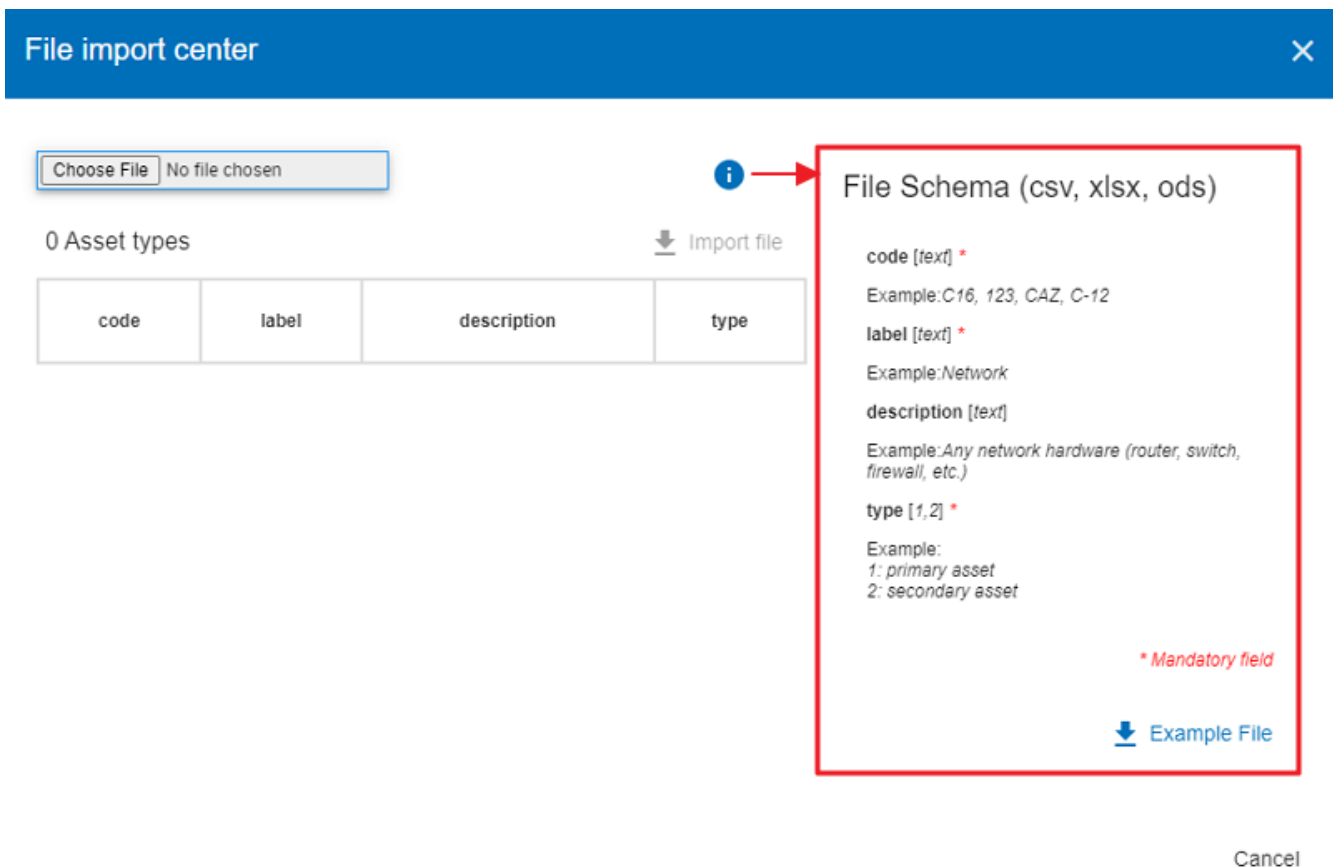 File import center
Choose File No file chosen
0 Asset types
Import file
code label description type
File Schema (csv, xlsx, ods)
code [text] *
Example:C16, 123, CAZ, C-12
label [text] *
Example:Network
description [text]
Example:Any network hardware (router, switch,
firewall, etc.)
type [1,2] *
Example:
1: primary asset
2: secondary asset
* Mandatory field
Example File
Cancel